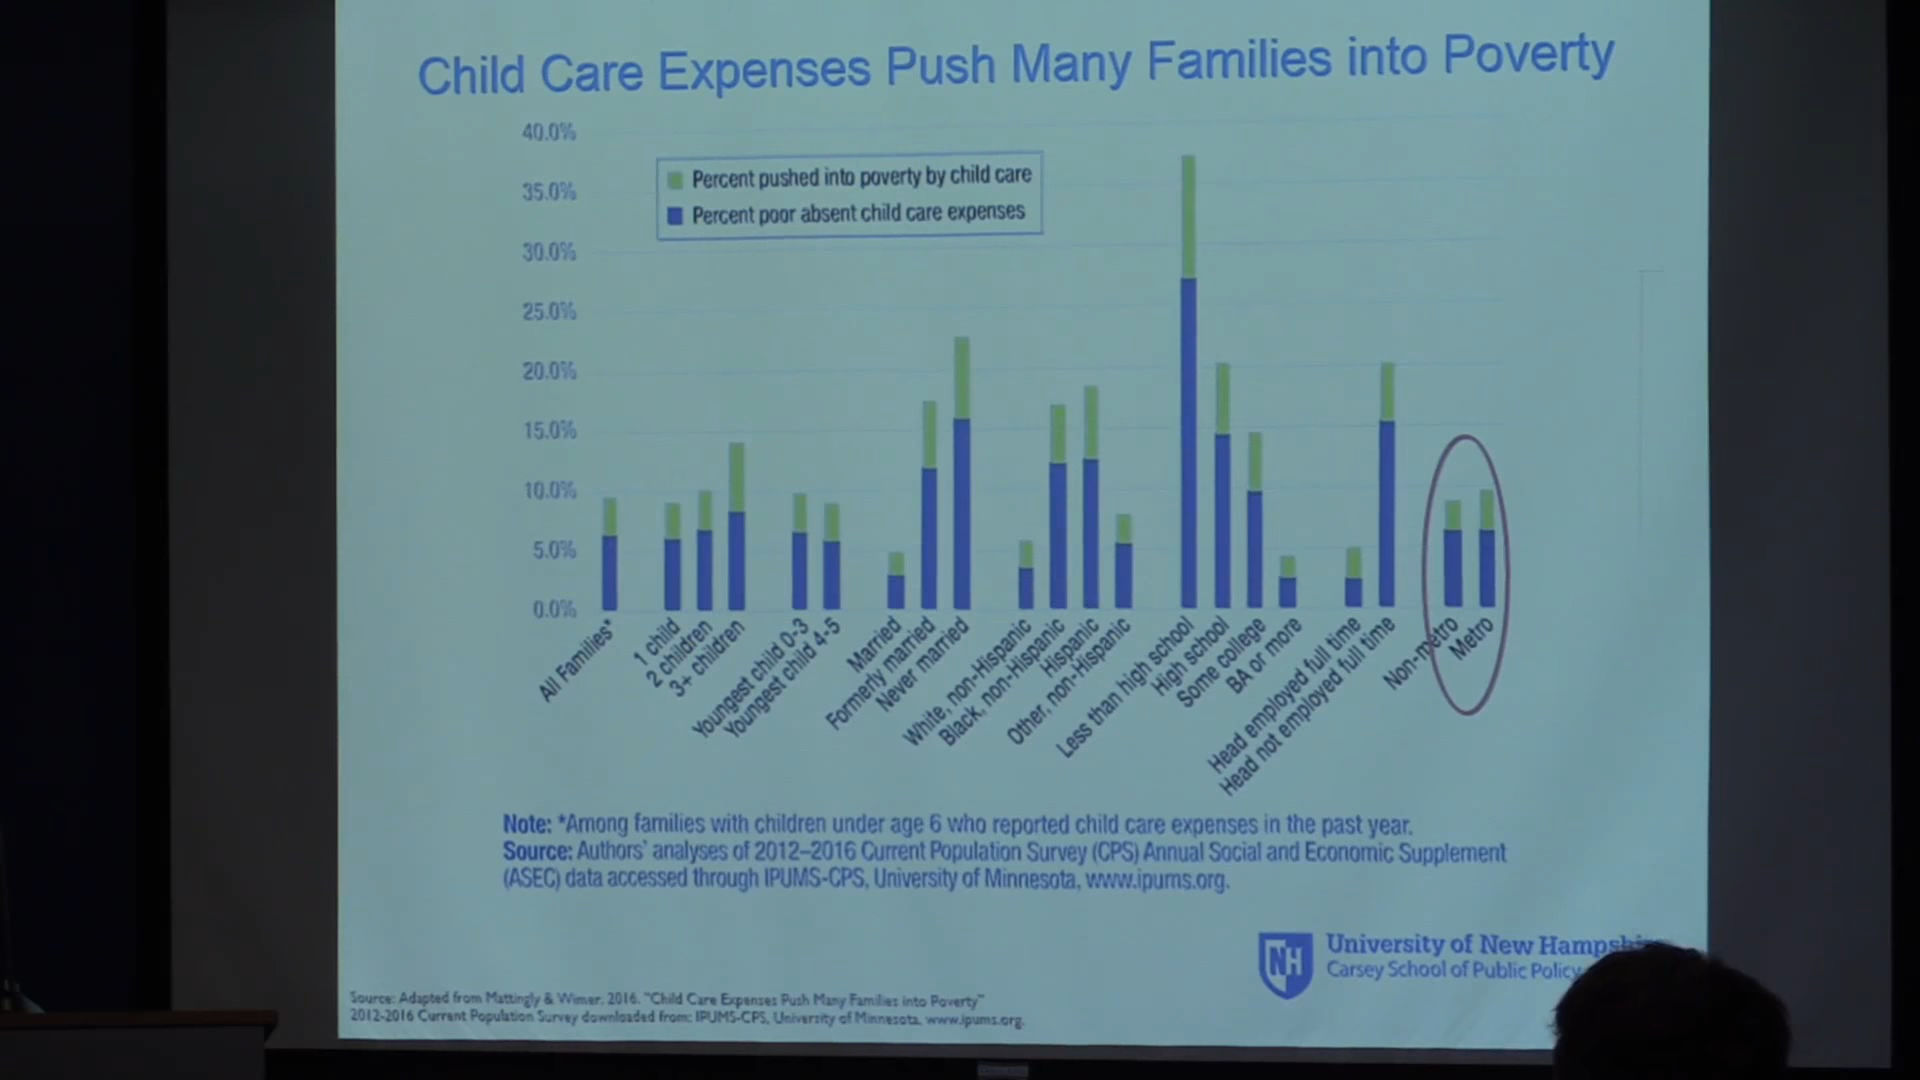 Child Care Expenses Push Many Families into Poverty
40.0%
35.0%
30.0%
25.0%
20.0%
15.0%
10.0%
5.0%
0.0%
Percent pushed into poverty by child care
Percent poor absent child care expenses
All Families*
1 child
2 children
3+ children
Youngest child 0-3
Youngest child 4-5
Married
Formerly married
Never married
White, non-Hispanic
Black, non-Hispanic
Hispanic
Other, non-Hispanic
Less than high school
High school
Some college
BA or more
Head employed full time
Head not employed full time
Non-metro
Metro
Note: *Among families with children under age 6 who reported child care expenses in the past year.
Source: Authors' analyses of 2012–2016 Current Population Survey (CPS) Annual Social and Economic Supplement
(ASEC) data accessed through IPUMS-CPS, University of Minnesota, www.ipums.org.
NH
University of New Hampshire
Carsey School of Public Policy
Source: Adapted from Mattingly & Wimer. 2016. "Child Care Expenses Push Many Families into Poverty"
2012-2016 Current Population Survey downloaded from: IPUMS-CPS, University of Minnesota, www.ipums.org.